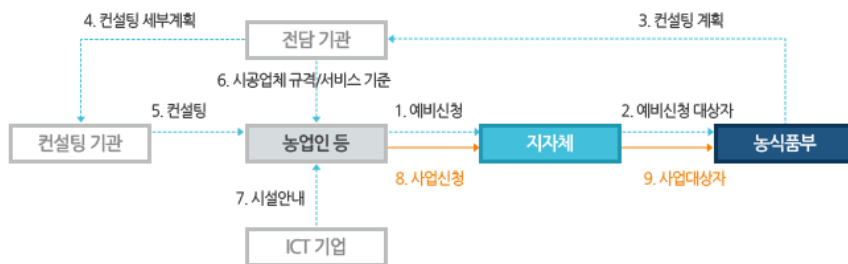 4. 컨설팅 세부계획
전담 기관
3. 컨설팅 계획
6. 시공업체 규격/서비스 기준
컨설팅 기관
5. 컨설팅
농업인 등
1. 예비신청
지자체
2. 예비신청 대상자
농식품부
8. 사업신청
9. 사업대상자
7. 시설안내
ICT 기업